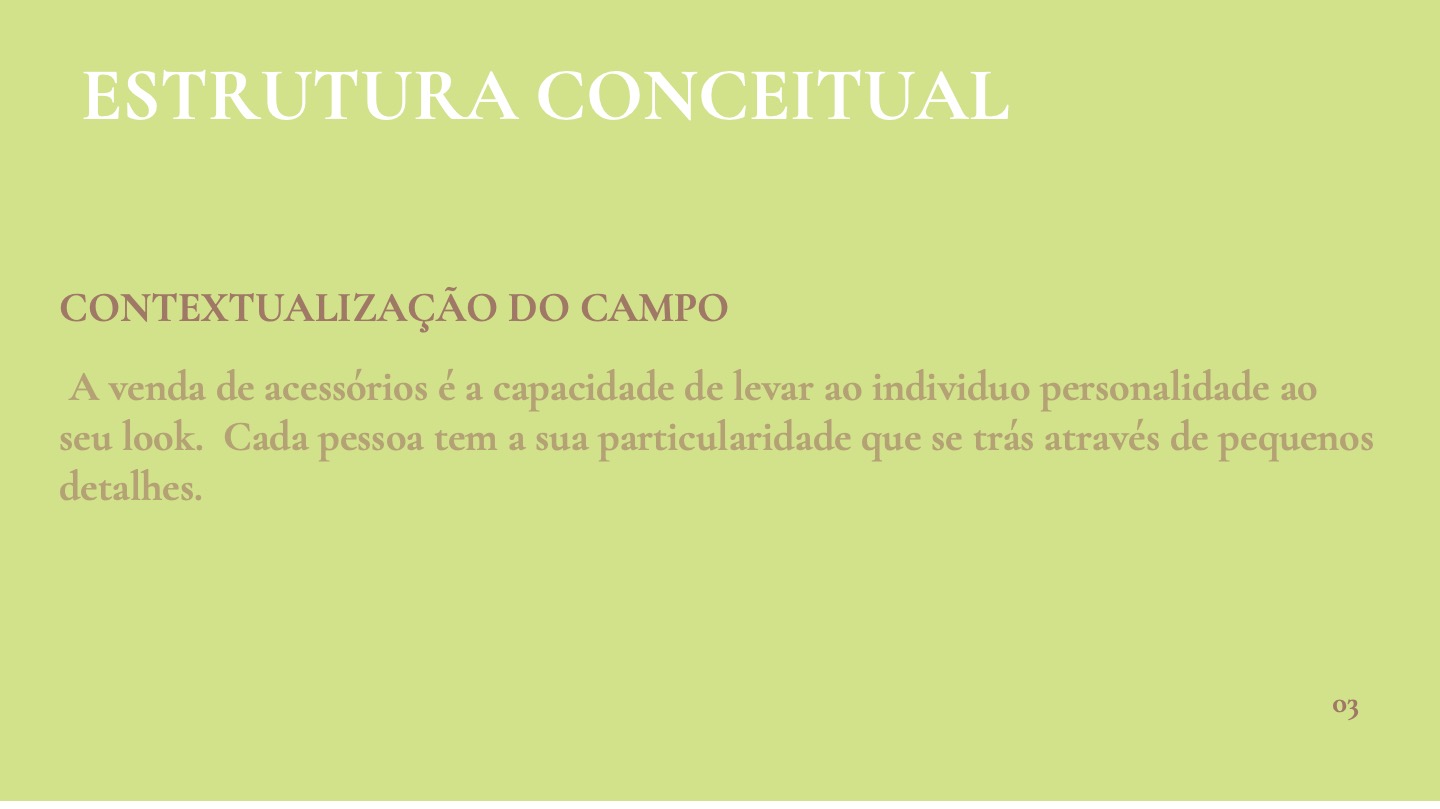 ESTRUTURA CONCEITUAL
CONTEXTUALIZAÇÃO DO CAMPO
A venda de acessórios é a capacidade de levar ao individuo personalidade ao
seu look.  Cada pessoa tem a sua particularidade que se trás através de pequenos
detalhes.
03